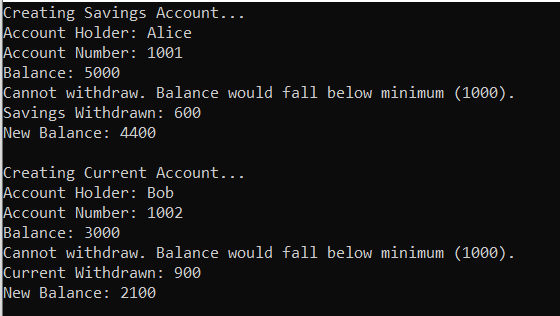 Creating Savings Account...
Account Holder: Alice
Account Number: 1001
Balance: 5000
Cannot withdraw. Balance would fall below minimum (1000).
Savings Withdrawn: 600
New Balance: 4400

Creating Current Account...
Account Holder: Bob
Account Number: 1002
Balance: 3000
Cannot withdraw. Balance would fall below minimum (1000).
Current Withdrawn: 900
New Balance: 2100